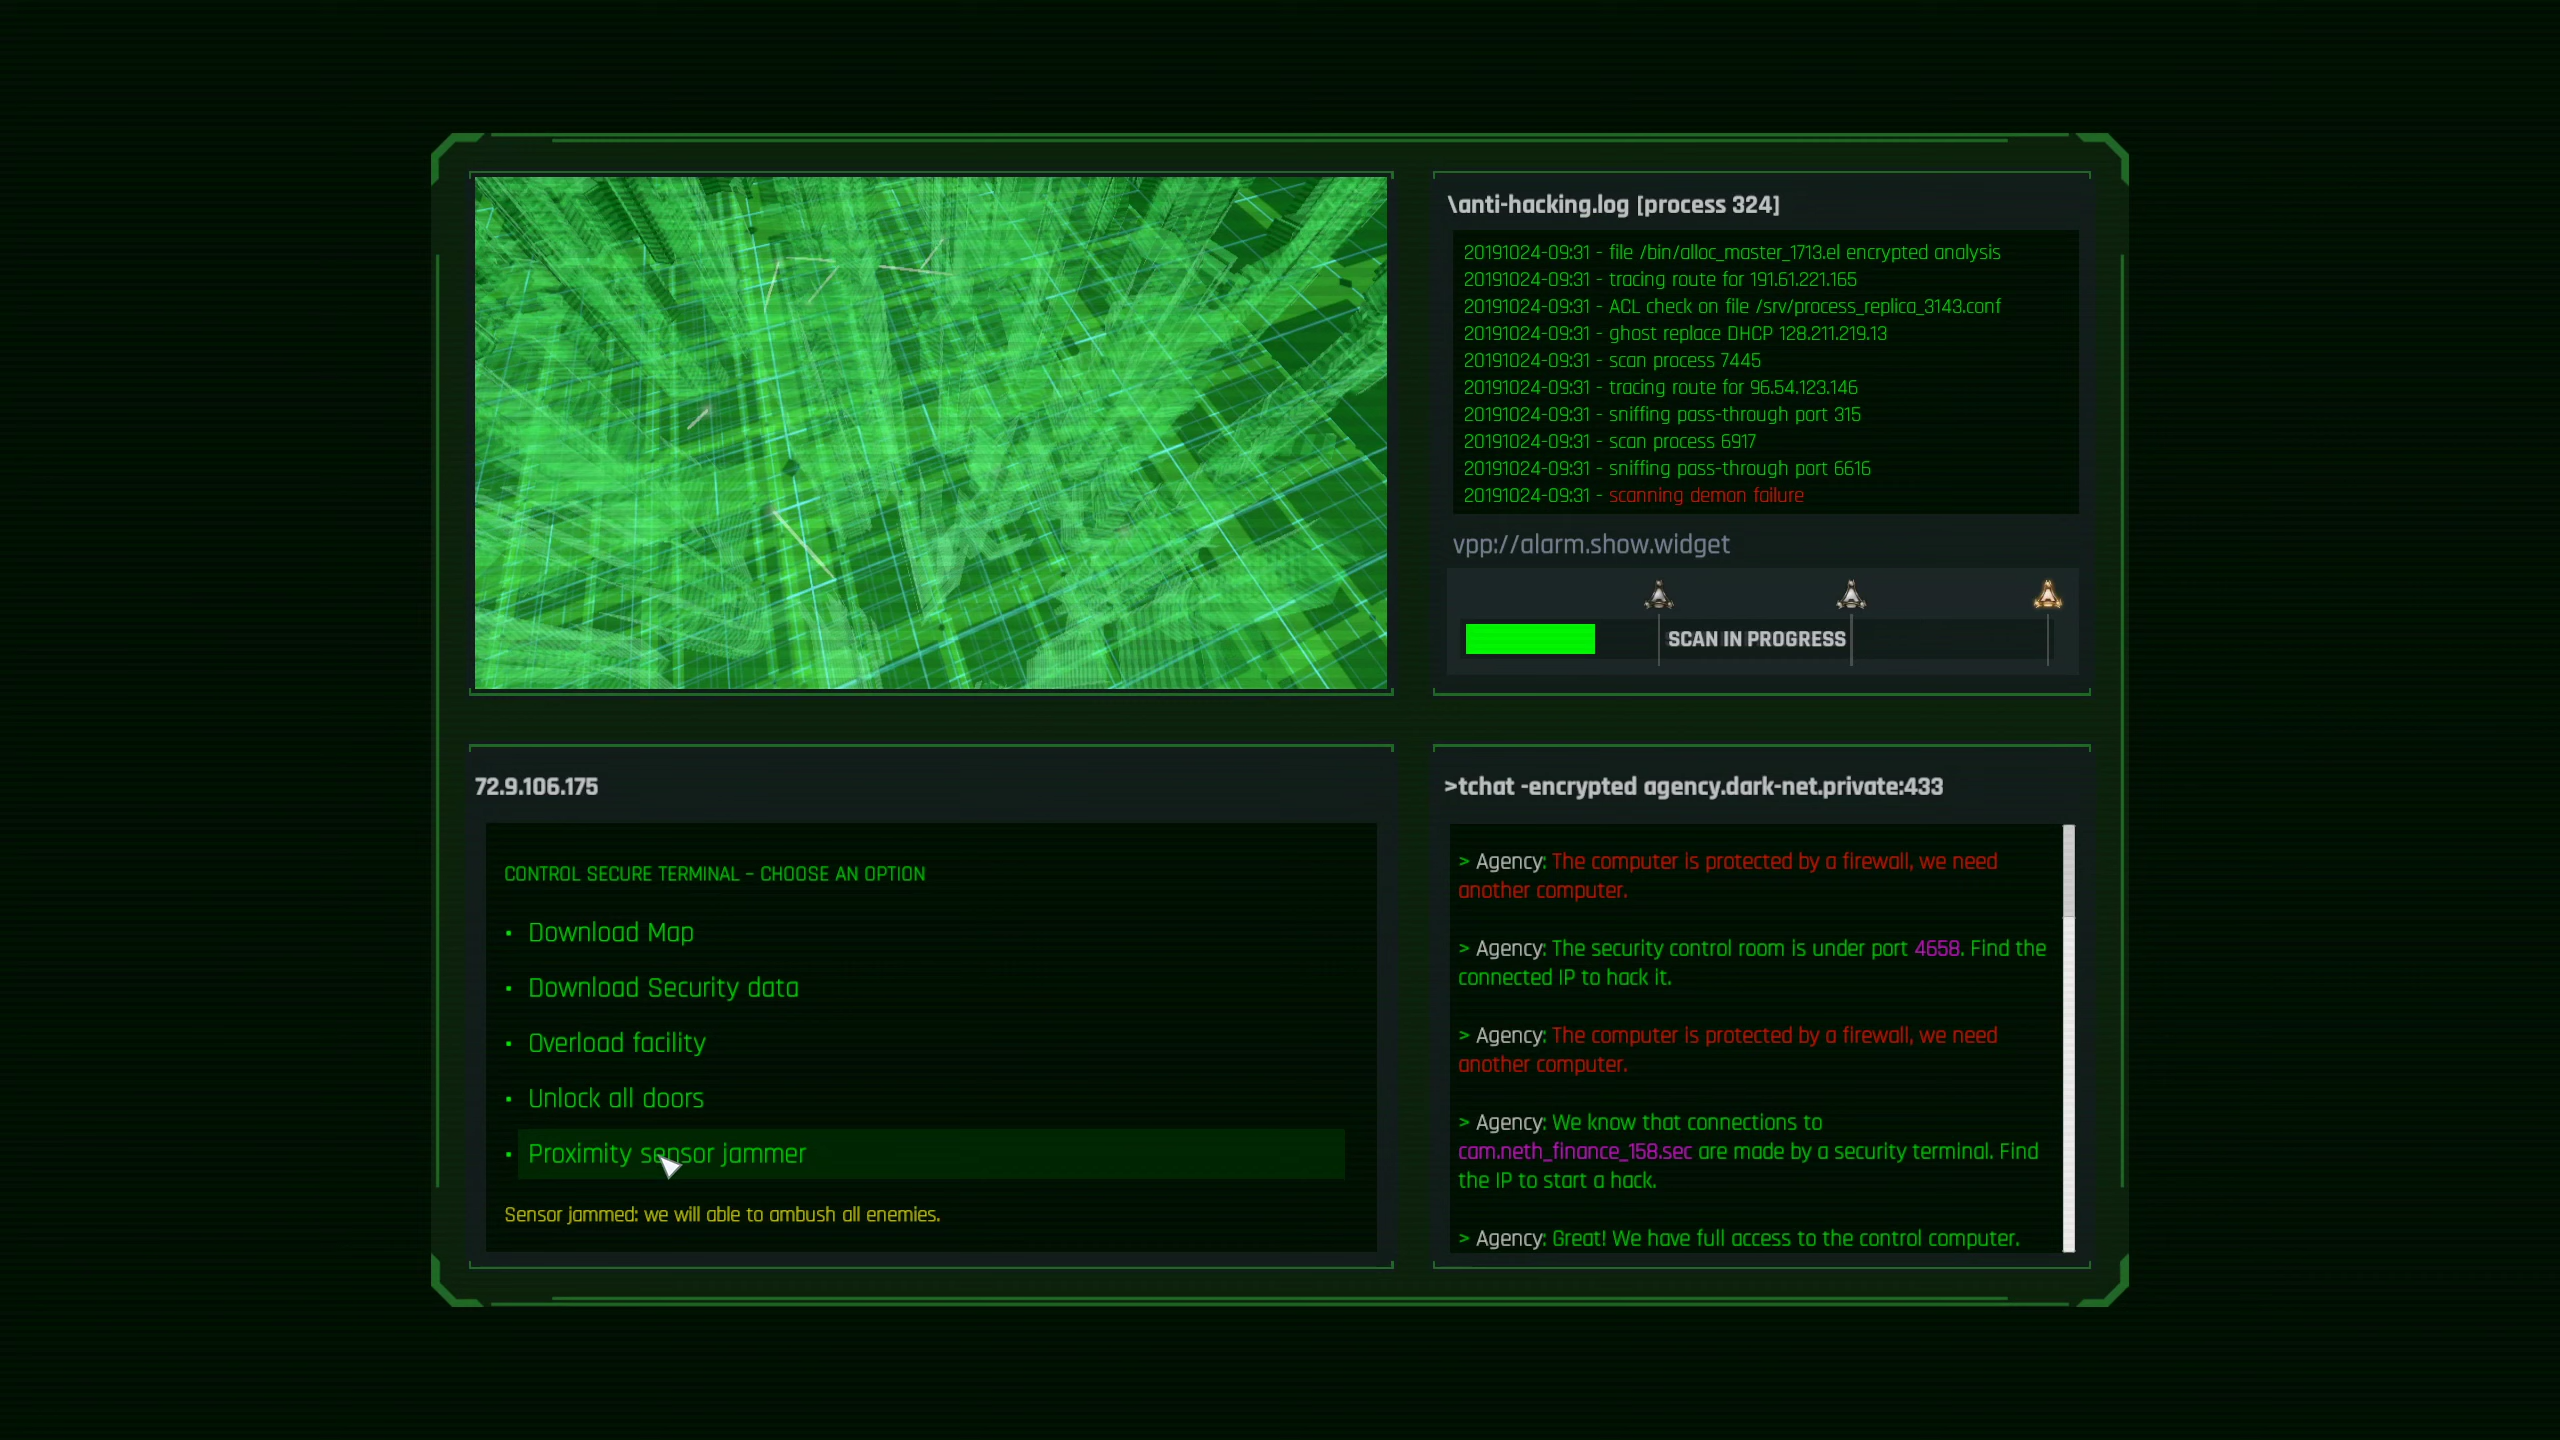 \anti-hacking.log [process 324]
20191024-09:31 - file /bin/alloc_master_1713.el encrypted analysis
20191024-09:31 - tracing route for 191.61.221.165
20191024-09:31 - ACL check on file /srv/process_replica_3143.conf
20191024-09:31 - ghost replace DHCP 128.211.219.13
20191024-09:31 - scan process 7445
20191024-09:31 - tracing route for 96.54.123.146
20191024-09:31 - sniffing pass-through port 315
20191024-09:31 - scan process 6917
20191024-09:31 - sniffing pass-through port 6616
20191024-09:31 - scanning demon failure
vpp://alarm.show.widget
SCAN IN PROGRESS
72.9.106.175
CONTROL SECURE TERMINAL - CHOOSE AN OPTION
• Download Map
• Download Security data
• Overload facility
• Unlock all doors
• Proximity sensor jammer
Sensor jammed: we will able to ambush all enemies.
>tchat -encrypted agency.dark-net.private:433
> Agency: The computer is protected by a firewall, we need
another computer.
> Agency: The security control room is under port 4658. Find the
connected IP to hack it.
> Agency: The computer is protected by a firewall, we need
another computer.
> Agency: We know that connections to
cam.neth_finance_158.sec are made by a security terminal. Find
the IP to start a hack.
> Agency: Great! We have full access to the control computer.